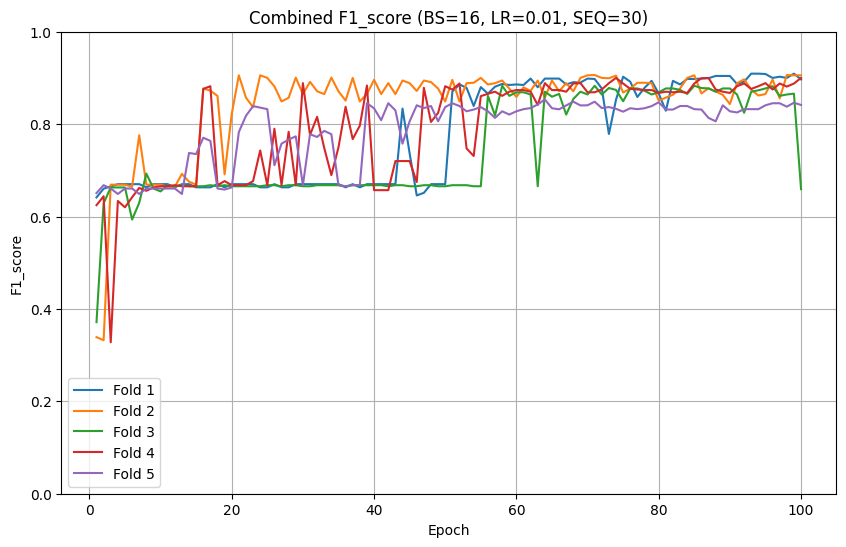 Combined F1_score (BS=16, LR=0.01, SEQ=30)
1.0
0.8
0.6
0.4
0.2
0.0
F1_score
Fold 1
Fold 2
Fold 3
Fold 4
Fold 5
0 20 40 60 80 100
Epoch